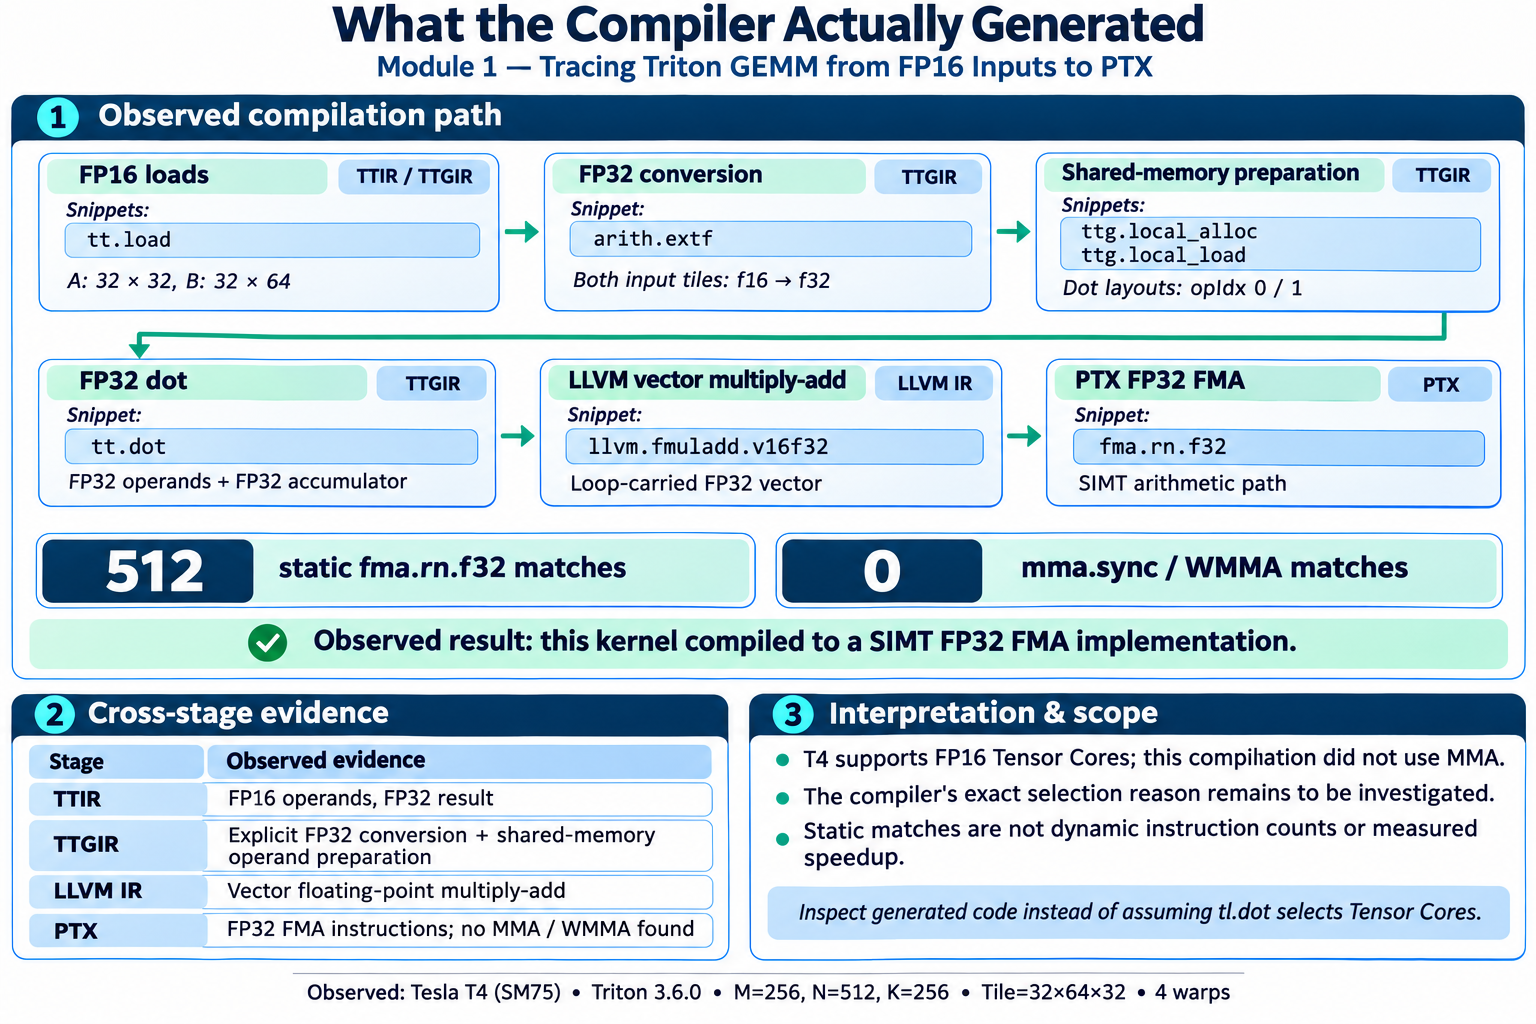 What the Compiler Actually Generated
Module 1 — Tracing Triton GEMM from FP16 Inputs to PTX
1 Observed compilation path
FP16 loads TTIR / TTGIR
Snippets:
tt.load
A: 32 × 32, B: 32 × 64
FP32 conversion TTGIR
Snippet:
arith.extf
Both input tiles: f16 → f32
Shared-memory preparation TTGIR
Snippets:
ttg.local_alloc
ttg.local_load
Dot layouts: opIdx 0 / 1
FP32 dot TTGIR
Snippet:
tt.dot
FP32 operands + FP32 accumulator
LLVM vector multiply-add LLVM IR
Snippet:
llvm.fmuladd.v16f32
Loop-carried FP32 vector
PTX FP32 FMA PTX
Snippet:
fma.rn.f32
SIMT arithmetic path
512 static fma.rn.f32 matches
0 mma.sync / WMMA matches
Observed result: this kernel compiled to a SIMT FP32 FMA implementation.
2 Cross-stage evidence
Stage Observed evidence
TTIR FP16 operands, FP32 result
TTGIR Explicit FP32 conversion + shared-memory
operand preparation
LLVM IR Vector floating-point multiply-add
PTX FP32 FMA instructions; no MMA / WMMA found
3 Interpretation & scope
• T4 supports FP16 Tensor Cores; this compilation did not use MMA.
• The compiler's exact selection reason remains to be investigated.
• Static matches are not dynamic instruction counts or measured
speedup.
Inspect generated code instead of assuming tl.dot selects Tensor Cores.
Observed: Tesla T4 (SM75) • Triton 3.6.0 • M=256, N=512, K=256 • Tile=32×64×32 • 4 warps